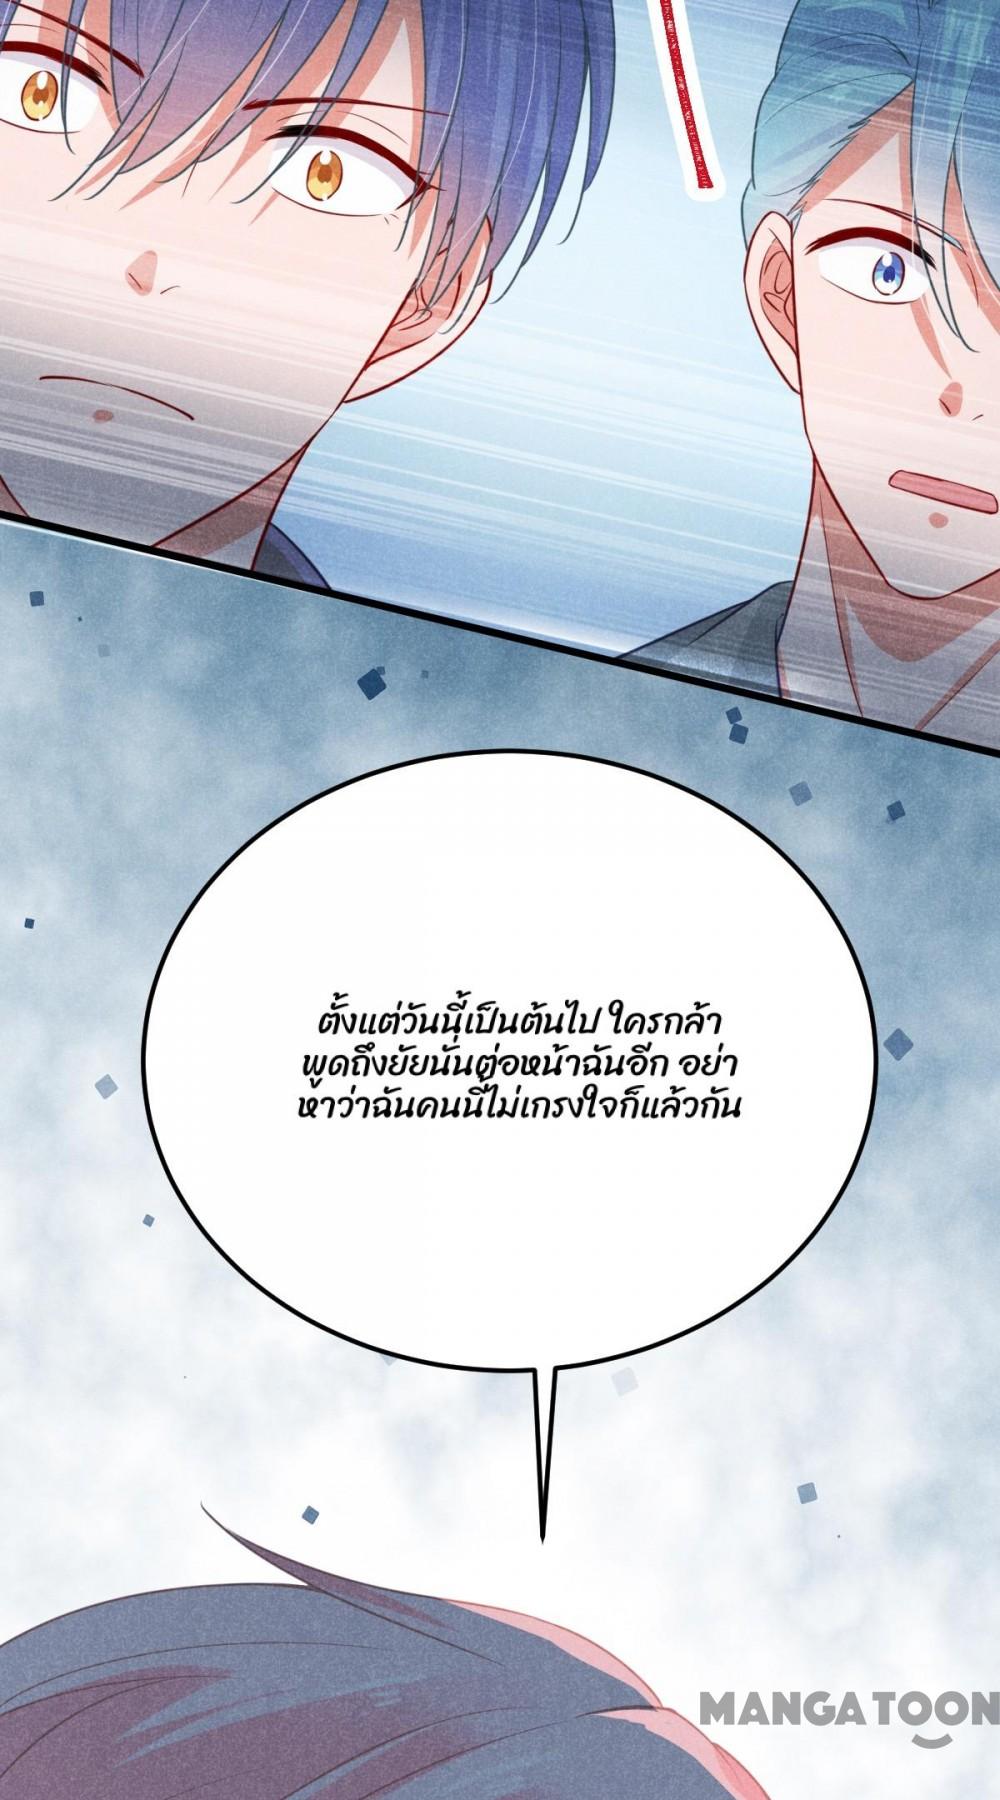 ตั้งแต่วันนี้เป็นต้นไป ใครกล้า
พูดถึงยัยนั่นต่อหน้าฉันอีก อย่า
หาว่าฉันคนนี้ไม่เกรงใจก็แล้วกัน
MANGATOON